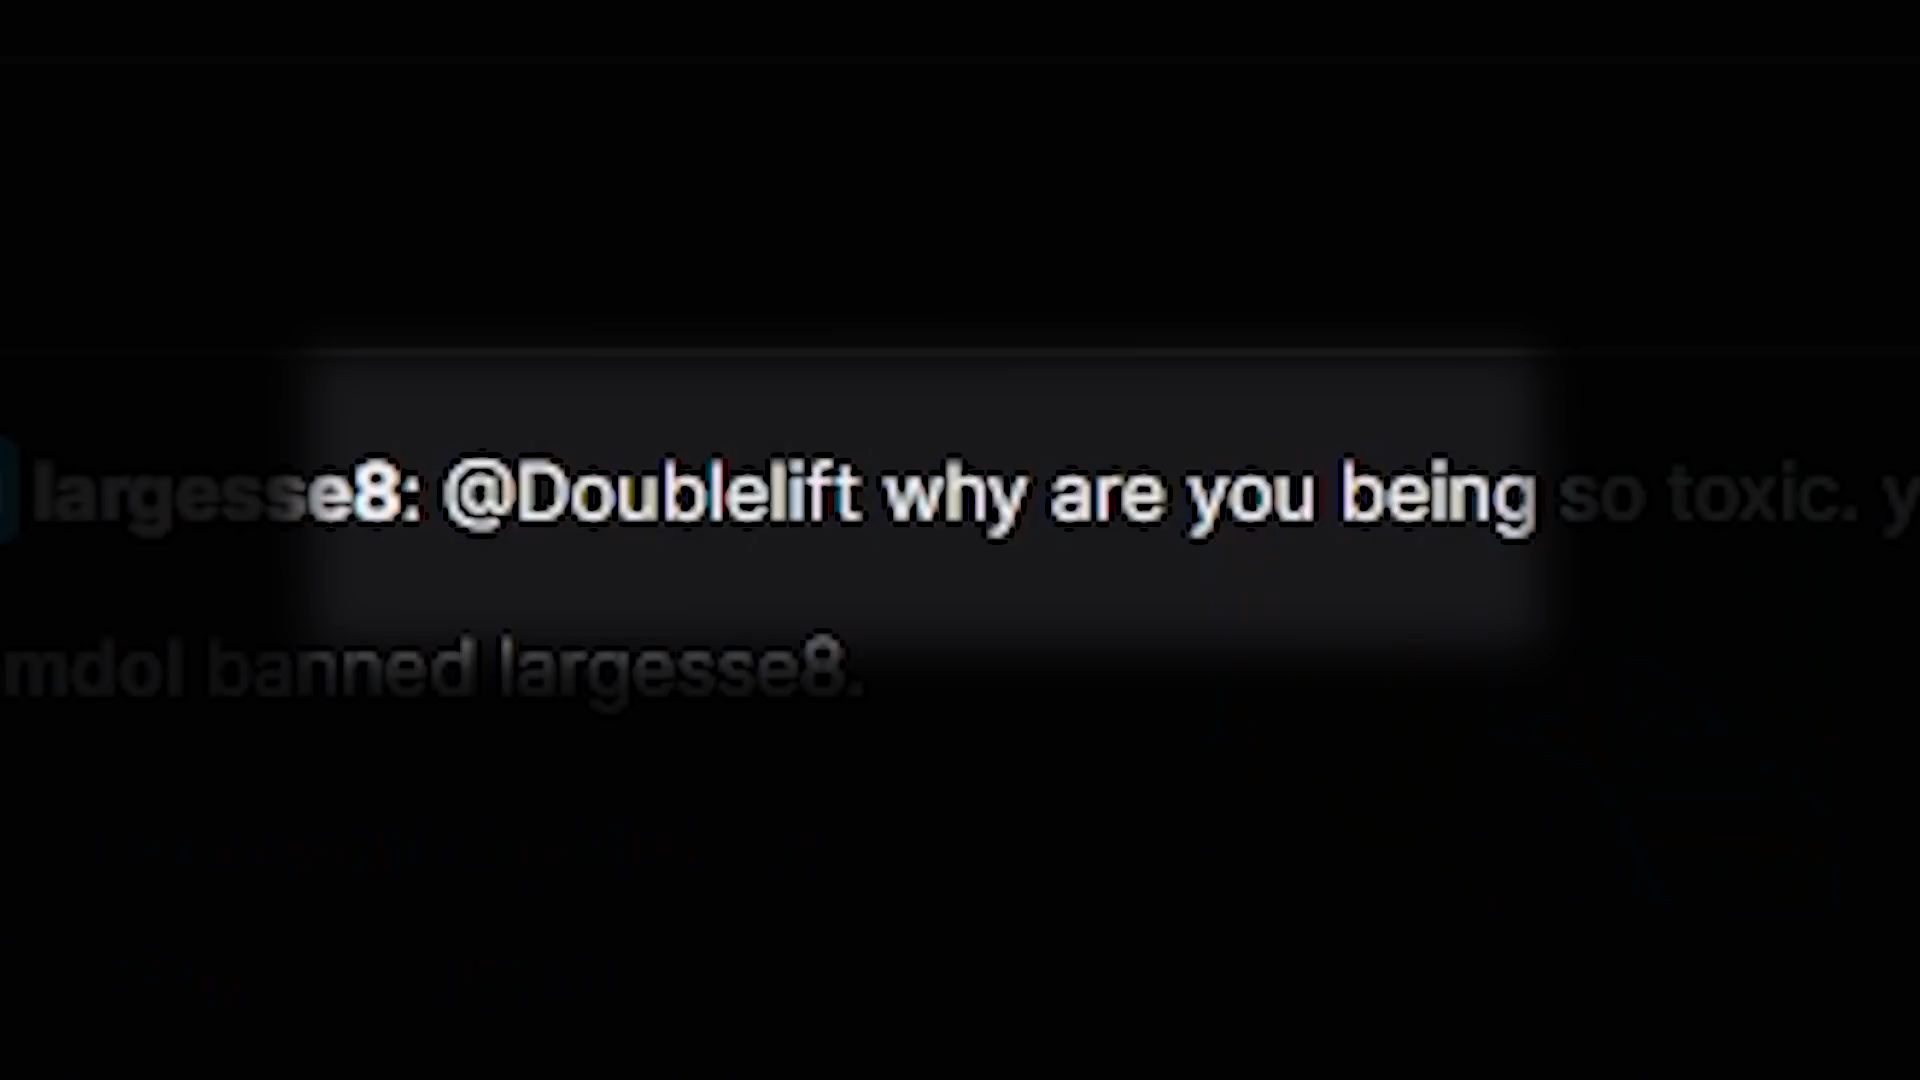 largesse8: @Doublelift why are you being so toxic. y
mdol banned largesse8.